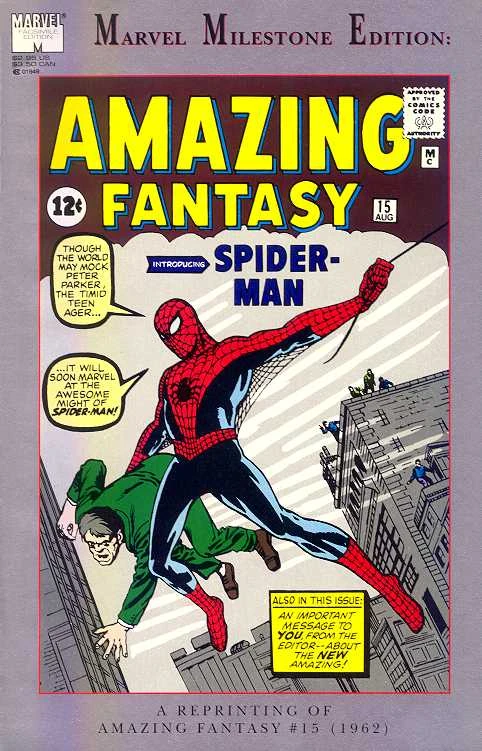 MARVEL®
FACSIMILE
EDITION
M
$2.95 US
$3.50 CAN
MARVEL MILESTONE EDITION:
APPROVED
BY THE
COMICS
CODE
AUTHORITY
AMAZING
FANTASY
M
C
12¢
15
AUG
INTRODUCING
SPIDER-
MAN
THOUGH
THE WORLD
MAY MOCK
PETER
PARKER,
THE TIMID
TEEN
AGER...
...IT WILL
SOON MARVEL
AT THE
AWESOME
MIGHT OF
SPIDER-MAN!
ALSO IN THIS ISSUE:
AN IMPORTANT
MESSAGE TO
YOU, FROM THE
EDITOR--ABOUT
THE NEW
AMAZING!
A REPRINTING OF
AMAZING FANTASY #15 (1962)